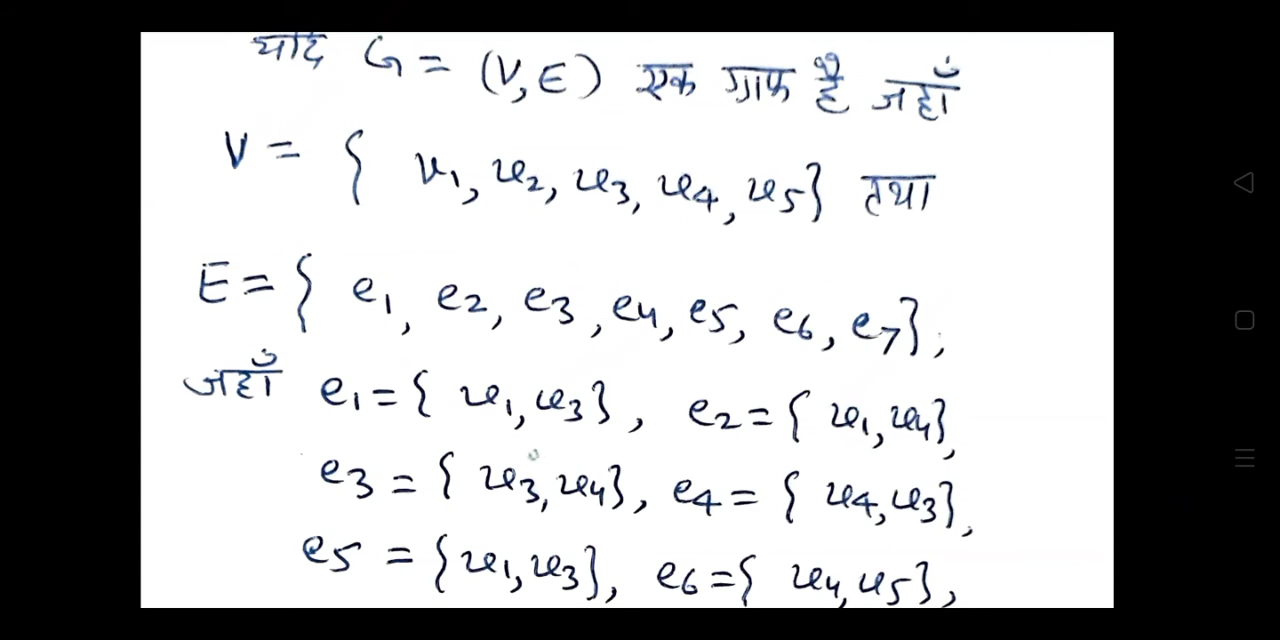 यदि G = (V, E) एक ग्राफ है जहाँ
V = { v1, v2, v3, v4, v5} तथा
E = { e1, e2, e3, e4, e5, e6, e7},
जहाँ e1 = { v1, v3}, e2 = { v1, v4},
e3 = { v3, v4}, e4 = { v4, v3},
e5 = {v1, v3}, e6 = { v4, v5},